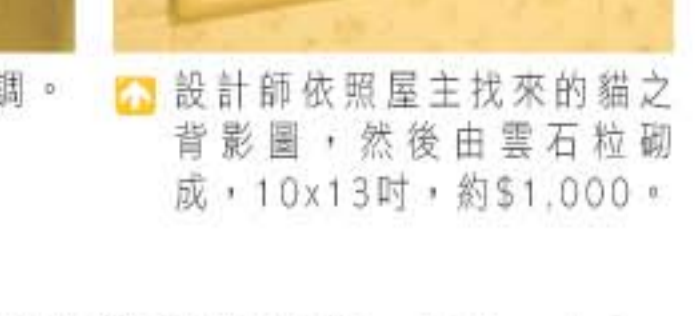 調。
設計師依照屋主找來的貓之
背影圖，然後由雲石粒砌
成，10x13吋，約$1,000。